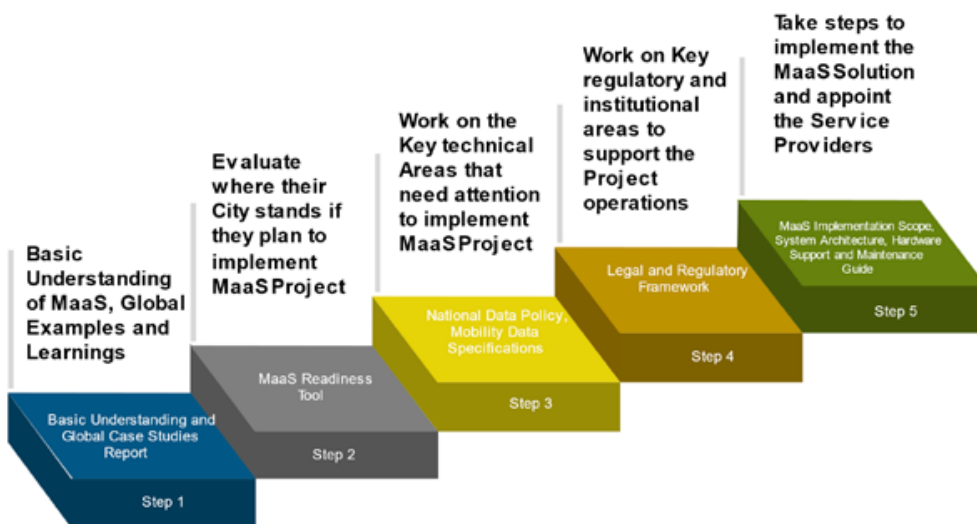 Basic
Understanding
of MaaS, Global
Examples and
Learnings
Basic Understanding and
Global Case Studies
Report
Step 1
Evaluate
where their
City stands if
they plan to
implement
MaaSProject
MaaS Readiness
Tool
Step 2
Work on the
Key technical
Areas that
need attention
to implement
MaaSProject
National Data Policy,
Mobility Data
Specifications
Step 3
Work on Key
regulatory and
institutional
areas to
support the
Project
operations
Legal and Regulatory
Framework
Step 4
Take steps to
implement the
MaaSSolution
and appoint
the Service
Providers
MaaS Implementation Scope,
System Architecture, Hardware
Support and Maintenance
Guide
Step 5